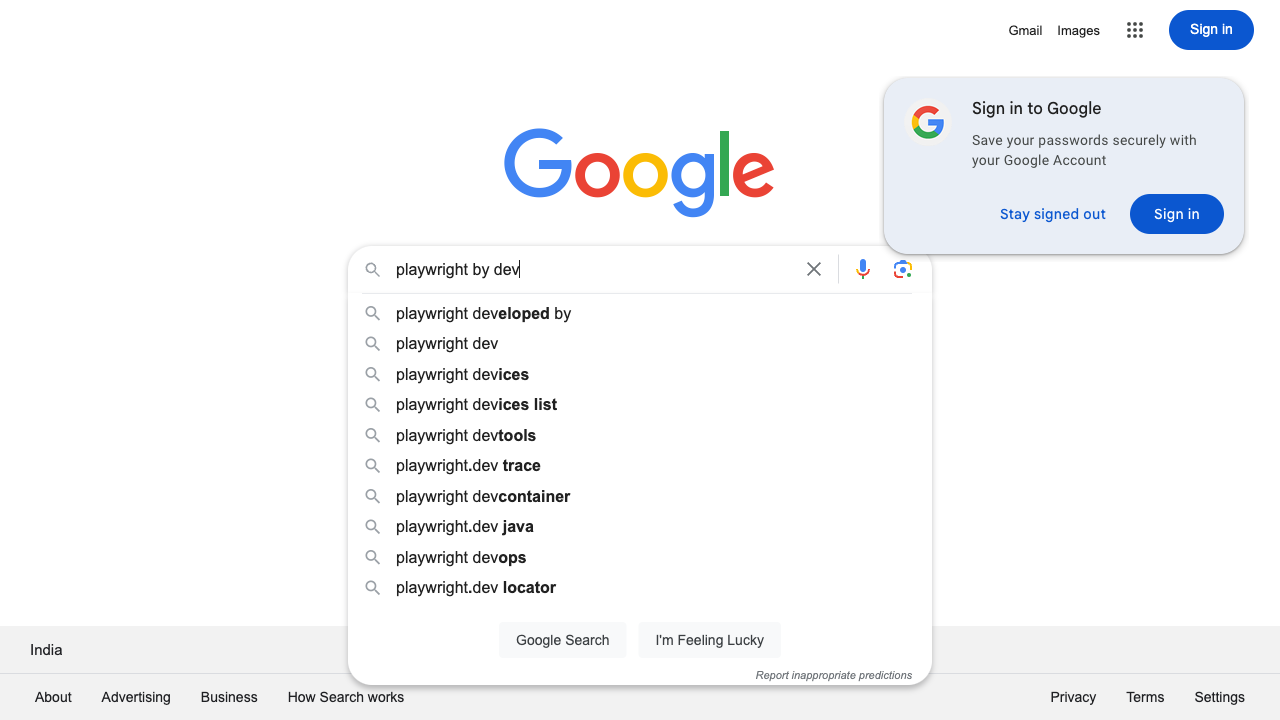 Gmail Images Sign in
Sign in to Google
Save your passwords securely with
your Google Account
Stay signed out Sign in
Google
playwright by dev
playwright developed by
playwright dev
playwright devices
playwright devices list
playwright devtools
playwright.dev trace
playwright devcontainer
playwright.dev java
playwright devops
playwright.dev locator
Google Search I'm Feeling Lucky
Report inappropriate predictions
India
About Advertising Business How Search works Privacy Terms Settings